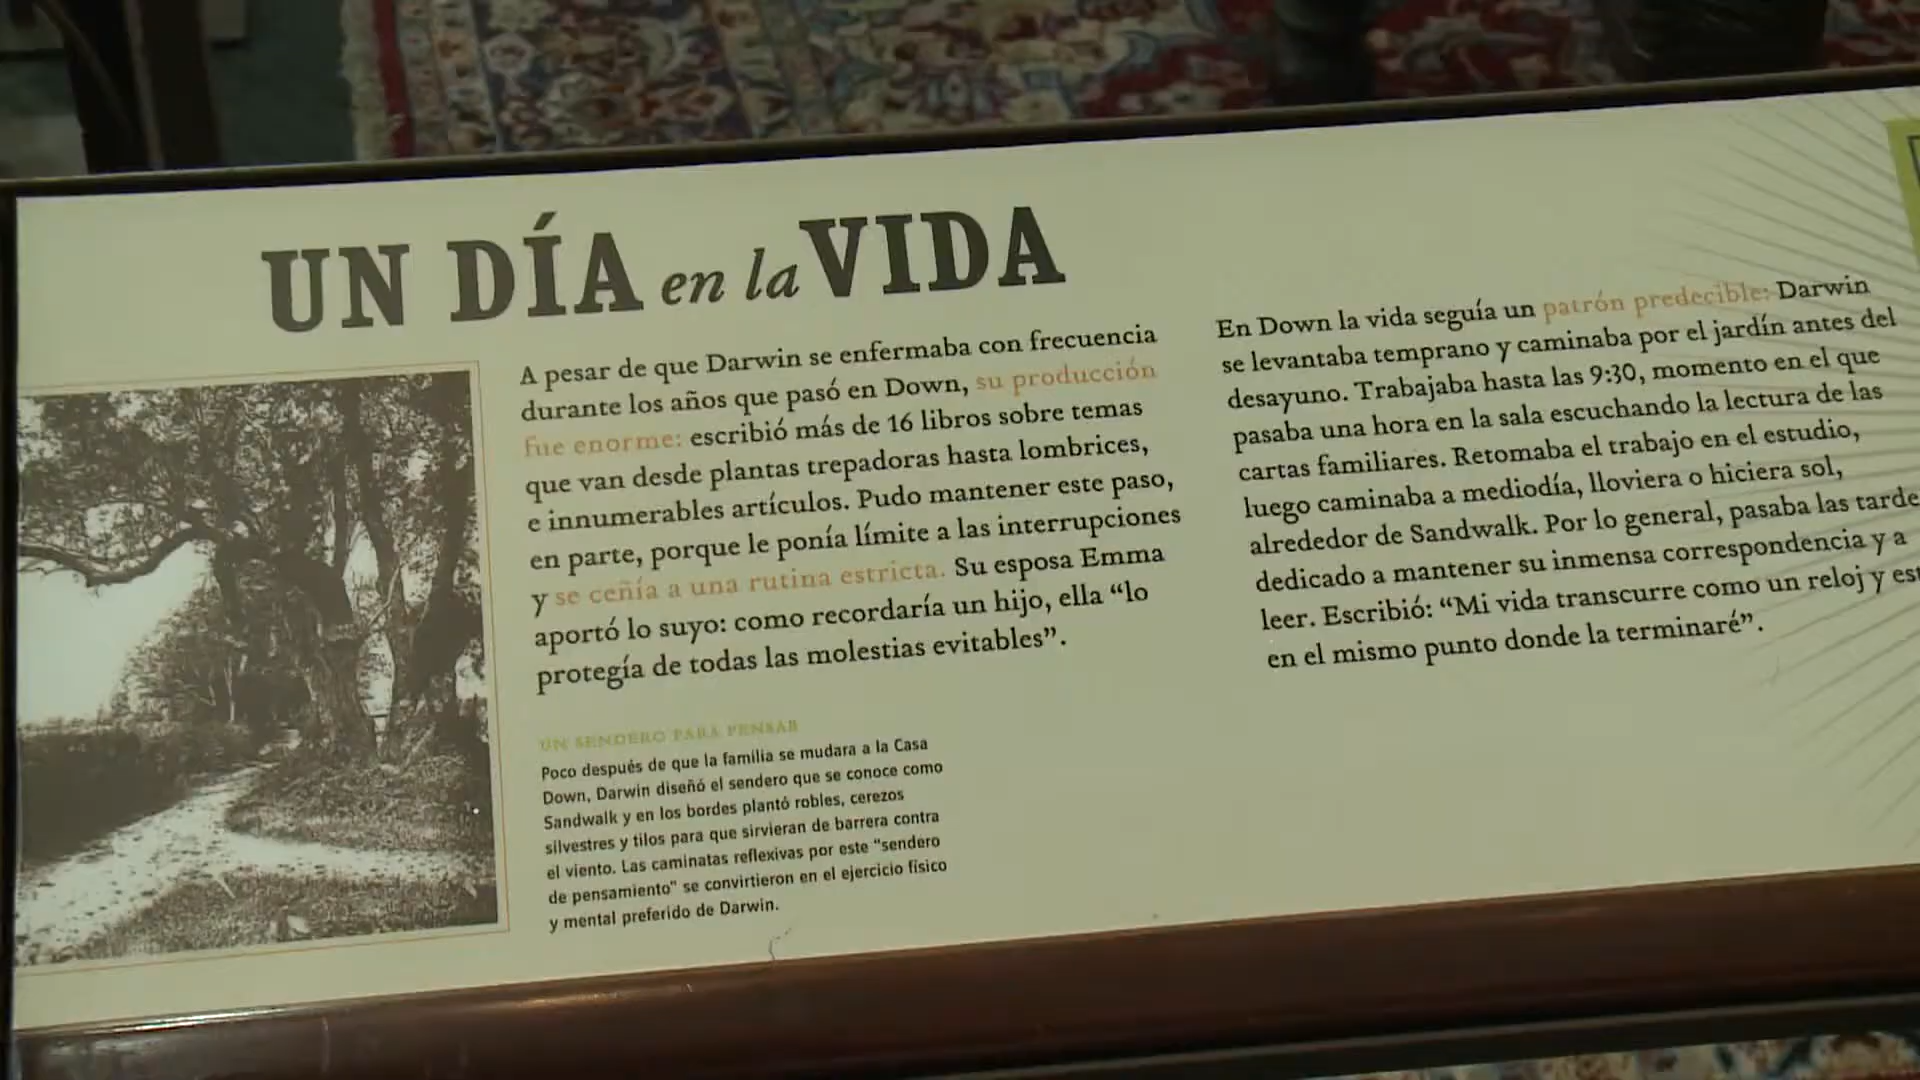 UN DÍA en la VIDA
A pesar de que Darwin se enfermaba con frecuencia
durante los años que pasó en Down, su producción
fue enorme: escribió más de 16 libros sobre temas
que van desde plantas trepadoras hasta lombrices,
e innumerables artículos. Pudo mantener este paso,
en parte, porque le ponía límite a las interrupciones
y se ceñía a una rutina estricta. Su esposa Emma
aportó lo suyo: como recordaría un hijo, ella “lo
protegía de todas las molestias evitables”.
UN SENDERO PARA PENSAR
Poco después de que la familia se mudara a la Casa
Down, Darwin diseñó el sendero que se conoce como
Sandwalk y en los bordes plantó robles, cerezos
silvestres y tilos para que sirvieran de barrera contra
el viento. Las caminatas reflexivas por este "sendero
de pensamiento" se convirtieron en el ejercicio físico
y mental preferido de Darwin.
En Down la vida seguía un patrón predecible: Darwin
se levantaba temprano y caminaba por el jardín antes del
desayuno. Trabajaba hasta las 9:30, momento en el que
pasaba una hora en la sala escuchando la lectura de las
cartas familiares. Retomaba el trabajo en el estudio,
luego caminaba a mediodía, lloviera o hiciera sol,
alrededor de Sandwalk. Por lo general, pasaba las tarde
dedicado a mantener su inmensa correspondencia y a
leer. Escribió: “Mi vida transcurre como un reloj y est
en el mismo punto donde la terminaré”.